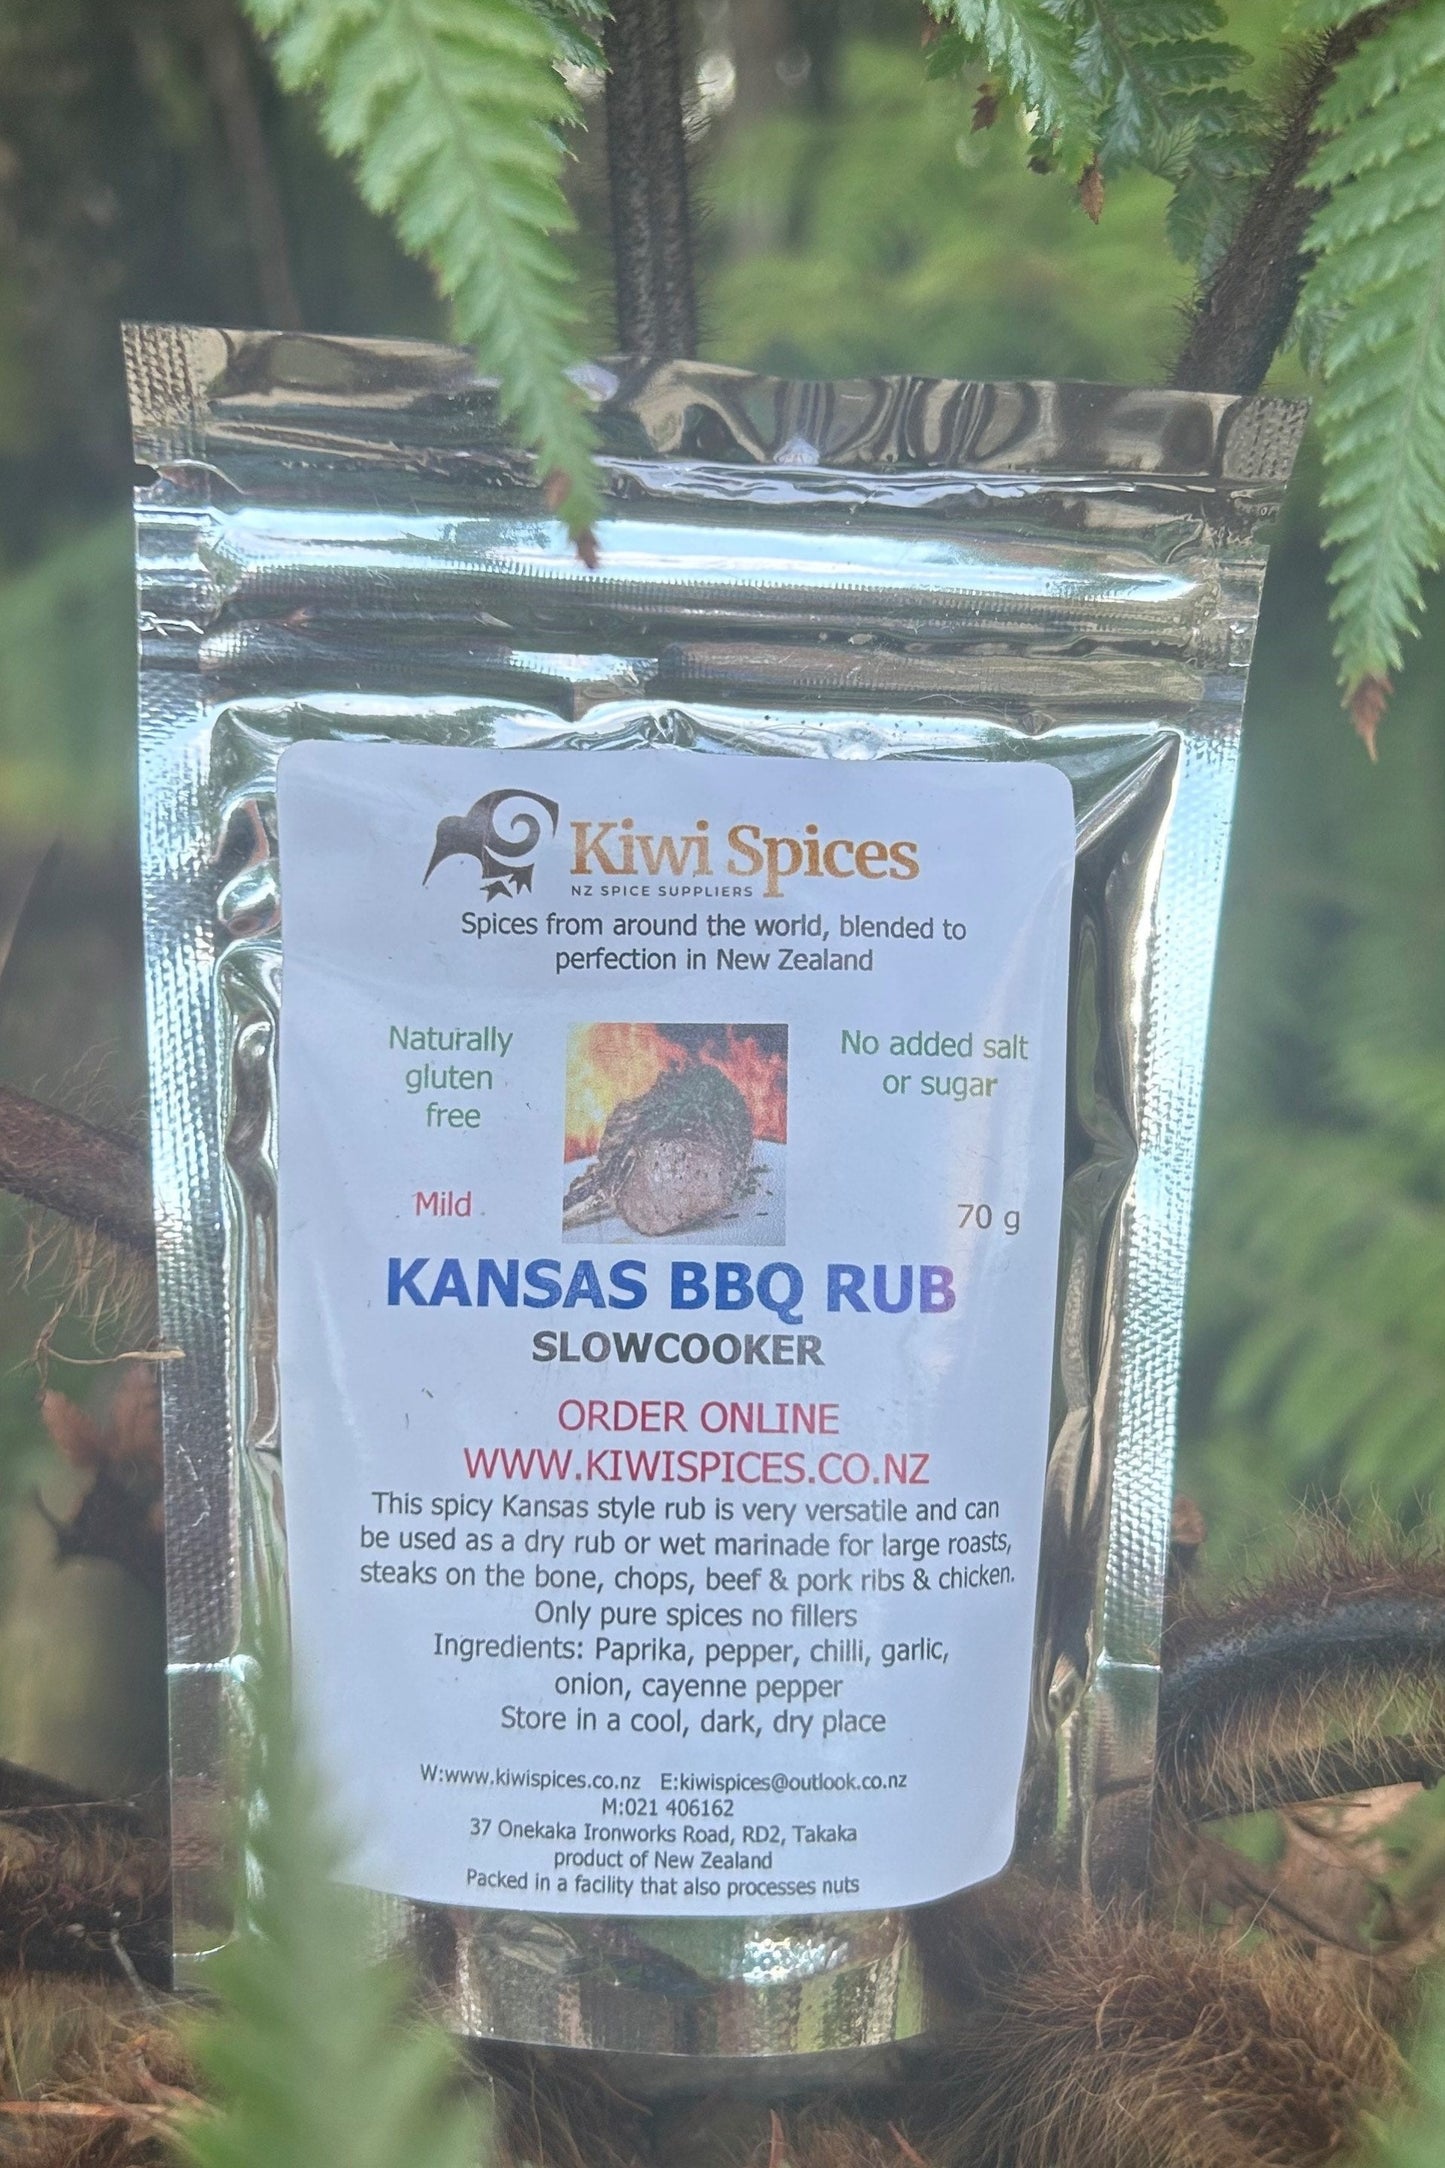 Kiwi Spices
NZ SPICE SUPPLIERS
Spices from around the world, blended to
perfection in New Zealand
Naturally
gluten
free
No added salt
or sugar
Mild
70 g
KANSAS BBQ RUB
SLOWCOOKER
ORDER ONLINE
WWW.KIWISPICES.CO.NZ
This spicy Kansas style rub is very versatile and can
be used as a dry rub or wet marinade for large roasts,
steaks on the bone, chops, beef & pork ribs & chicken.
Only pure spices no fillers
Ingredients: Paprika, pepper, chilli, garlic,
onion, cayenne pepper
Store in a cool, dark, dry place
W:www.kiwispices.co.nz E:kiwispices@outlook.co.nz
M:021 406162
37 Onekaka Ironworks Road, RD2, Takaka
product of New Zealand
Packed in a facility that also processes nuts